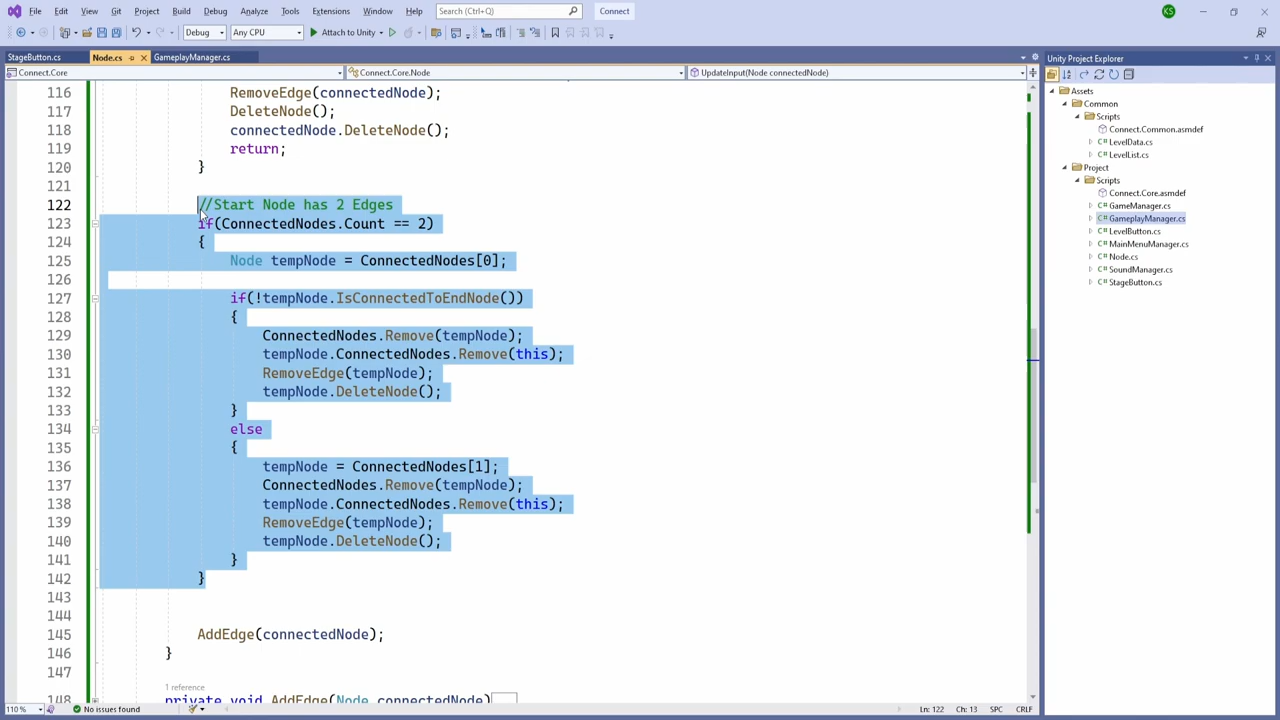 File Edit View Git Project Build Debug Analyze Tools Extensions Window Help Search (Ctrl+Q) Connect KS
Debug Any CPU Attach to Unity
StageButton.cs Node.cs GameplayManager.cs
Connect.Core Connect.Core.Node UpdateInput(Node connectedNode)
116 RemoveEdge(connectedNode);
117 DeleteNode();
118 connectedNode.DeleteNode();
119 return;
120 }
121
122 //Start Node has 2 Edges
123 if(ConnectedNodes.Count == 2)
124 {
125 Node tempNode = ConnectedNodes[0];
126
127 if(!tempNode.IsConnectedToEndNode())
128 {
129 ConnectedNodes.Remove(tempNode);
130 tempNode.ConnectedNodes.Remove(this);
131 RemoveEdge(tempNode);
132 tempNode.DeleteNode();
133 }
134 else
135 {
136 tempNode = ConnectedNodes[1];
137 ConnectedNodes.Remove(tempNode);
138 tempNode.ConnectedNodes.Remove(this);
139 RemoveEdge(tempNode);
140 tempNode.DeleteNode();
141 }
142 }
143
144
145 AddEdge(connectedNode);
146 }
147
1 reference
148 private void AddEdge(Node connectedNode)
110 % No issues found Ln: 122 Ch: 13 SPC CRLF
Unity Project Explorer
Assets
Common
Scripts
Connect.Common.asmdef
C# LevelData.cs
C# LevelList.cs
Project
Scripts
Connect.Core.asmdef
C# GameManager.cs
C# GameplayManager.cs
C# LevelButton.cs
C# MainMenuManager.cs
C# Node.cs
C# SoundManager.cs
C# StageButton.cs